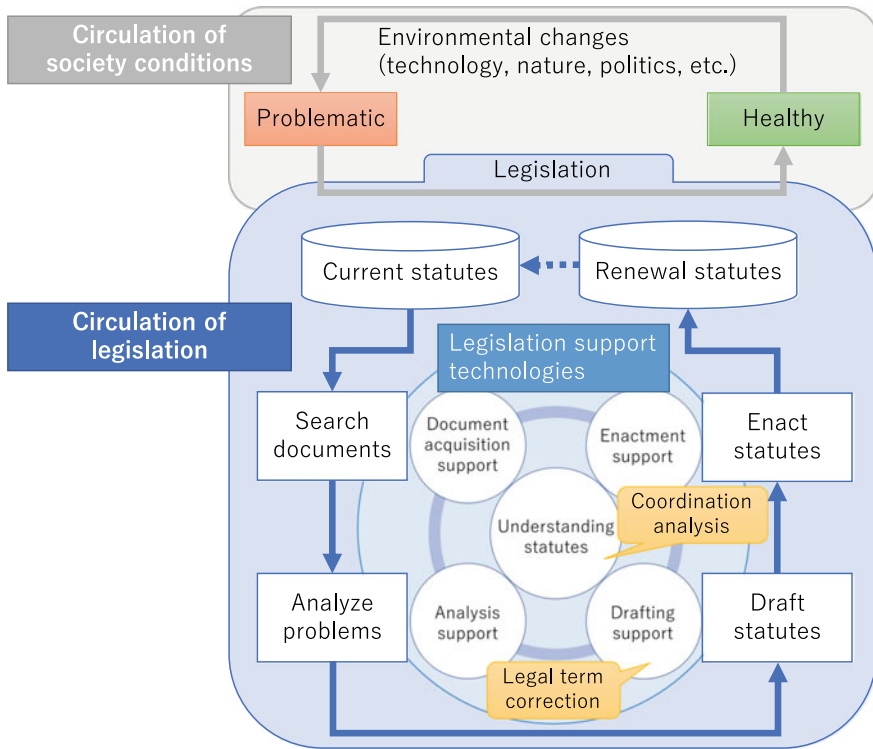 Circulation of
society conditions
Environmental changes
(technology, nature, politics, etc.)
Problematic
Healthy
Legislation
Current statutes
Renewal statutes
Circulation of
legislation
Legislation support
technologies
Search
documents
Document
acquisition
support
Enactment
support
Enact
statutes
Coordination
analysis
Understanding
statutes
Analyze
problems
Analysis
support
Drafting
support
Draft
statutes
Legal term
correction